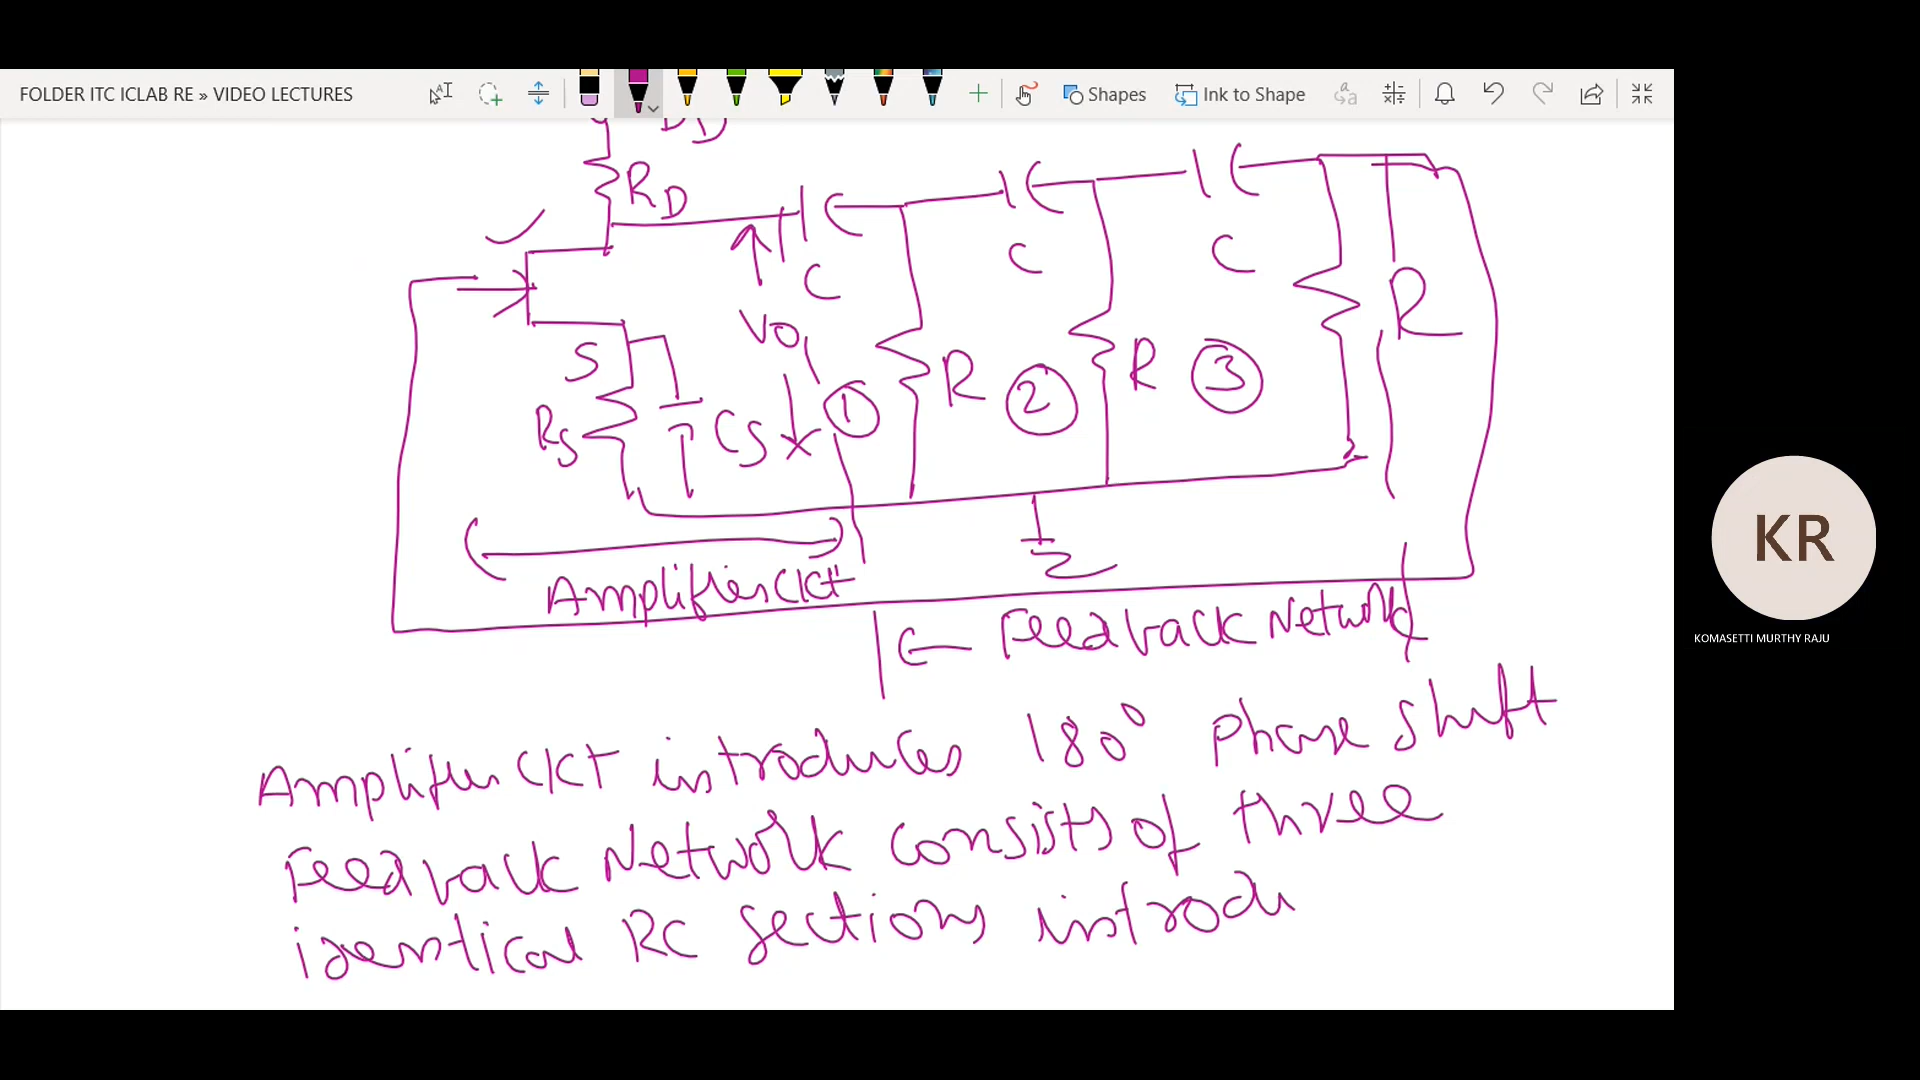 FOLDER ITC ICLAB RE » VIDEO LECTURES
Shapes
Ink to Shape
DD
RD
C
C
C
Vo
S
Rs
Cs
1
R
2
R
3
R
Amplifier CKt
Feedback Network
KR
KOMASETTI MURTHY RAJU
Amplifier CKT introduces 180° phase shift
Feedback Network consists of three
identical RC sections introdu